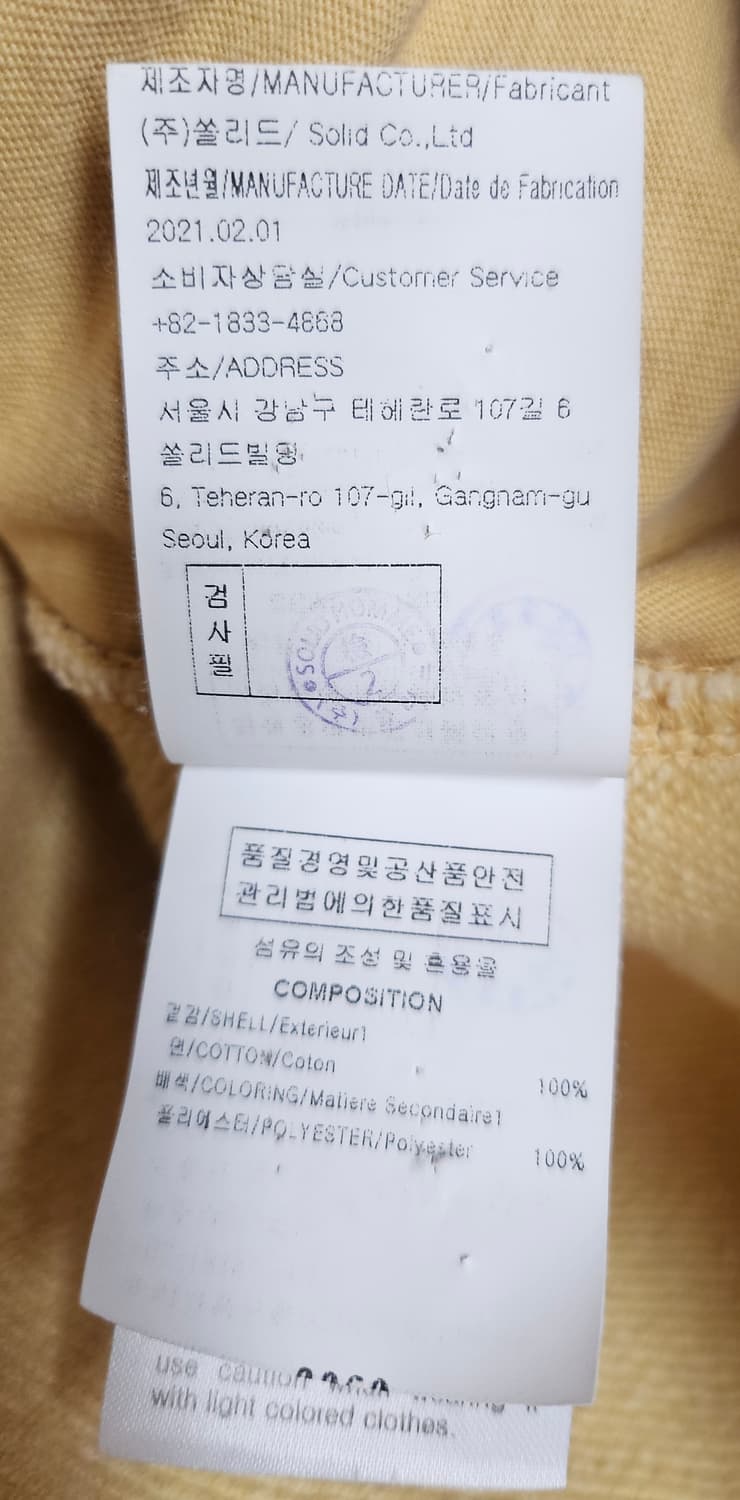 제조자명/MANUFACTURER/Fabricant
(주)쏠리드/ Solid Co.,Ltd
제조년월/MANUFACTURE DATE/Date de Fabrication
2021.02.01
소비자상담실/Customer Service
+82-1833-4868
주소/ADDRESS
서울시 강남구 테헤란로 107길 6
쏠리드빌딩
6, Teheran-ro 107-gil, Gangnam-gu
Seoul, Korea
검사필
SOLID HOMME
품질경영및공산품안전
관리법에의한품질표시
섬유의 조성 및 혼용율
COMPOSITION
겉감/SHELL/Exterieur1
면/COTTON/Coton 100%
배색/COLORING/Matiere Secondaire1
폴리에스터/POLYESTER/Polyester 100%
use caution when wearing it
with light colored clothes.